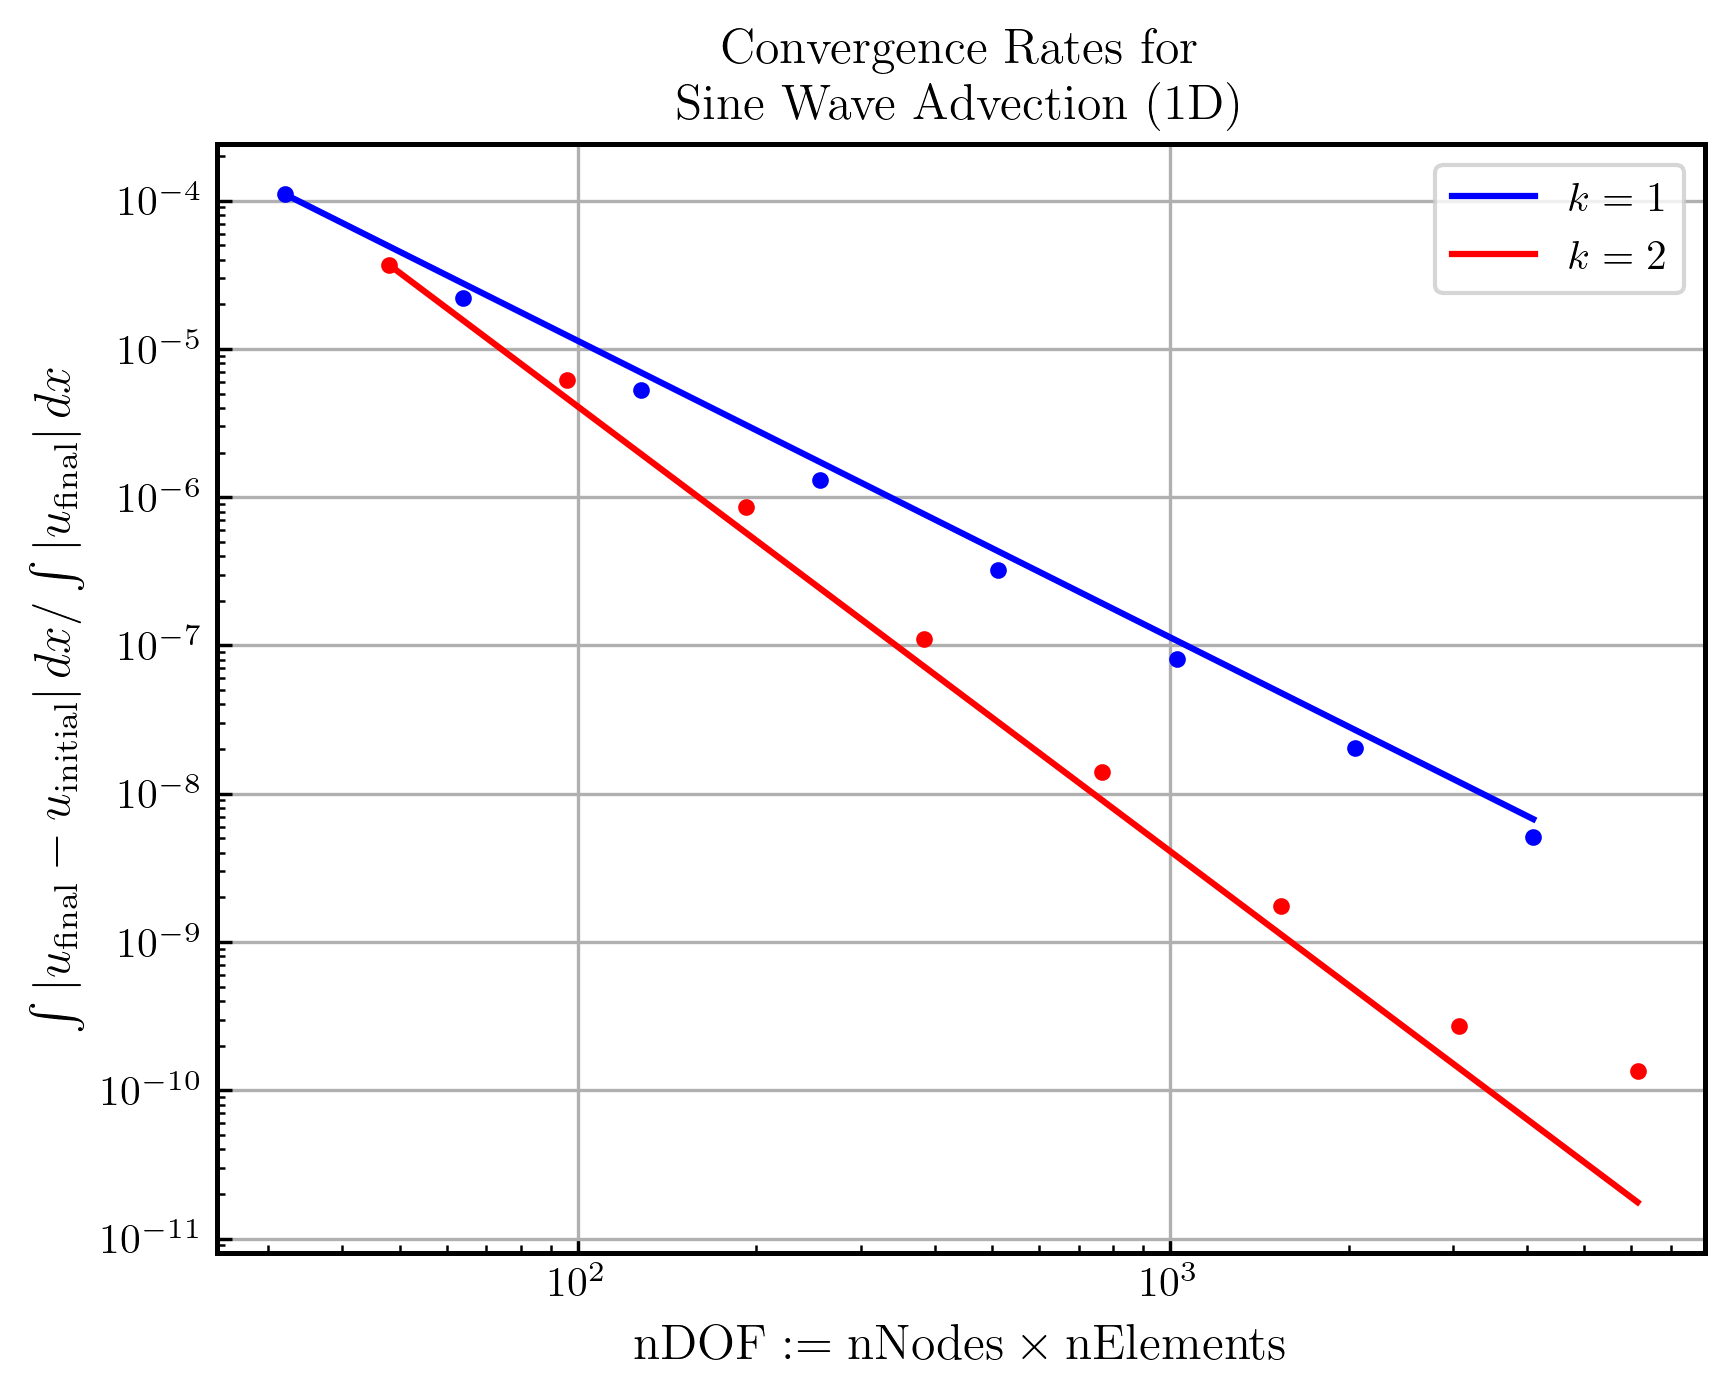 Convergence Rates for
Sine Wave Advection (1D)
∫ |u_final − u_initial| dx / ∫ |u_final| dx
10^−4
10^−5
10^−6
10^−7
10^−8
10^−9
10^−10
10^−11
k = 1
k = 2
10^2
10^3
nDOF := nNodes × nElements